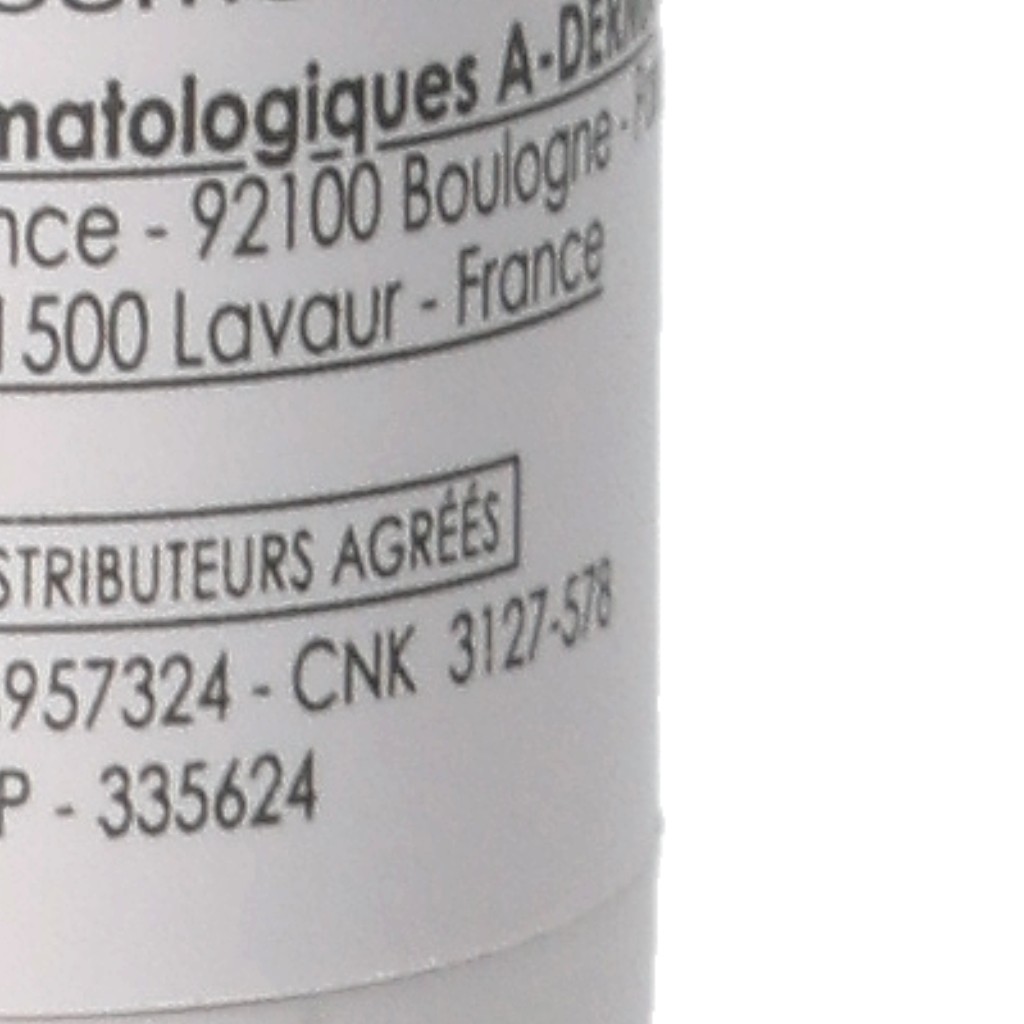 matologiques A-DERMA
nce - 92100 Boulogne -
1500 Lavaur - France
STRIBUTEURS AGRÉÉS
957324 - CNK 3127-578
P - 335624